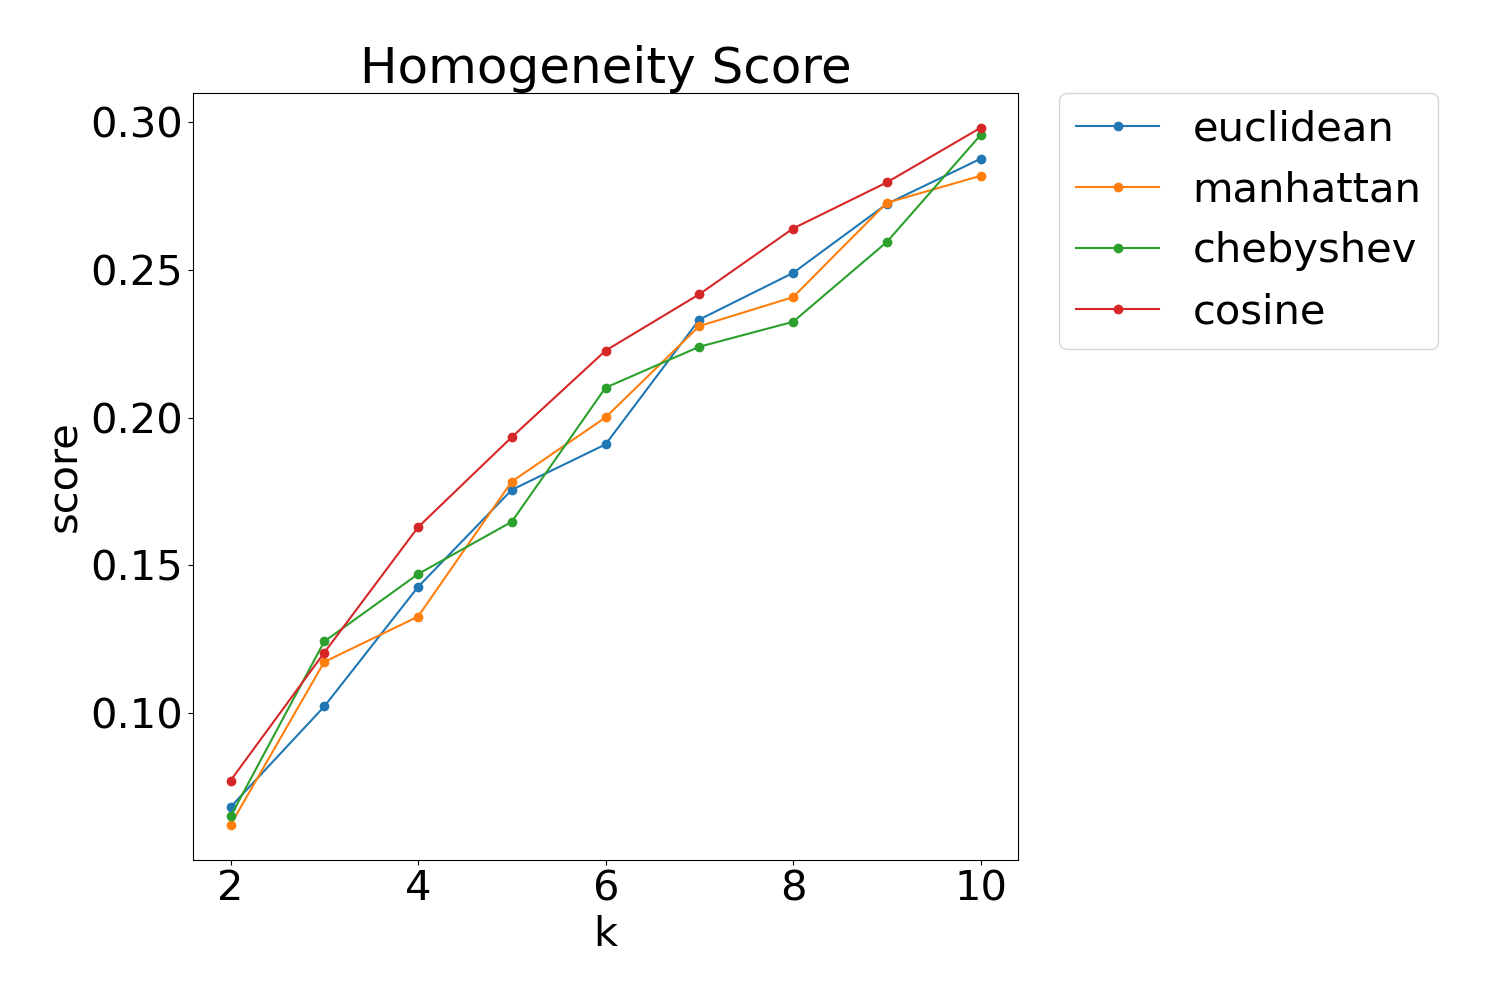 Homogeneity Score
0.30
0.25
0.20
0.15
0.10
score
2 4 6 8 10
k
euclidean
manhattan
chebyshev
cosine